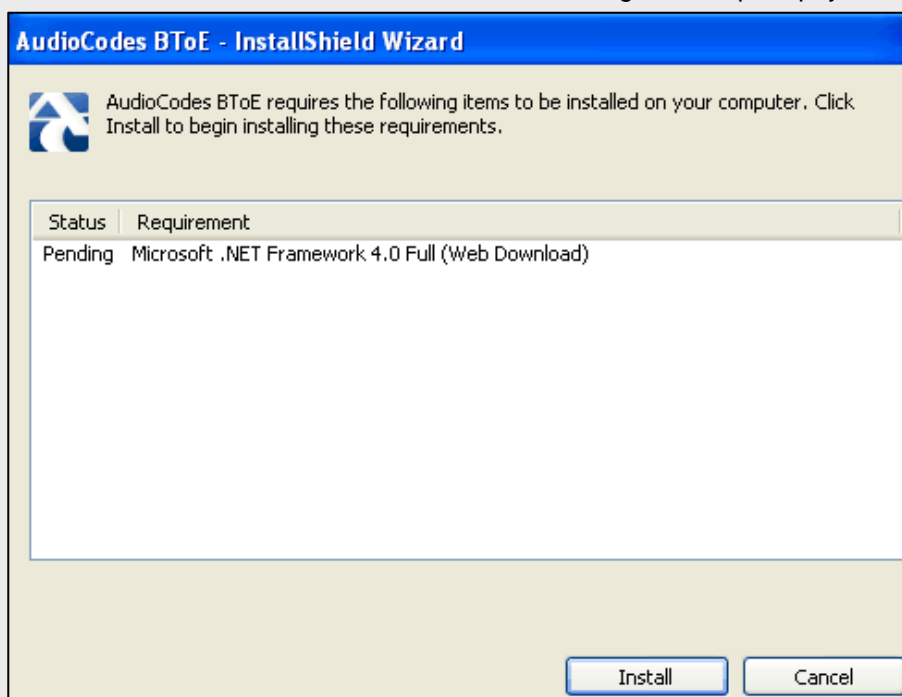 AudioCodes BToE - InstallShield Wizard
AudioCodes BToE requires the following items to be installed on your computer. Click
Install to begin installing these requirements.
Status Requirement
Pending Microsoft .NET Framework 4.0 Full (Web Download)
Install Cancel